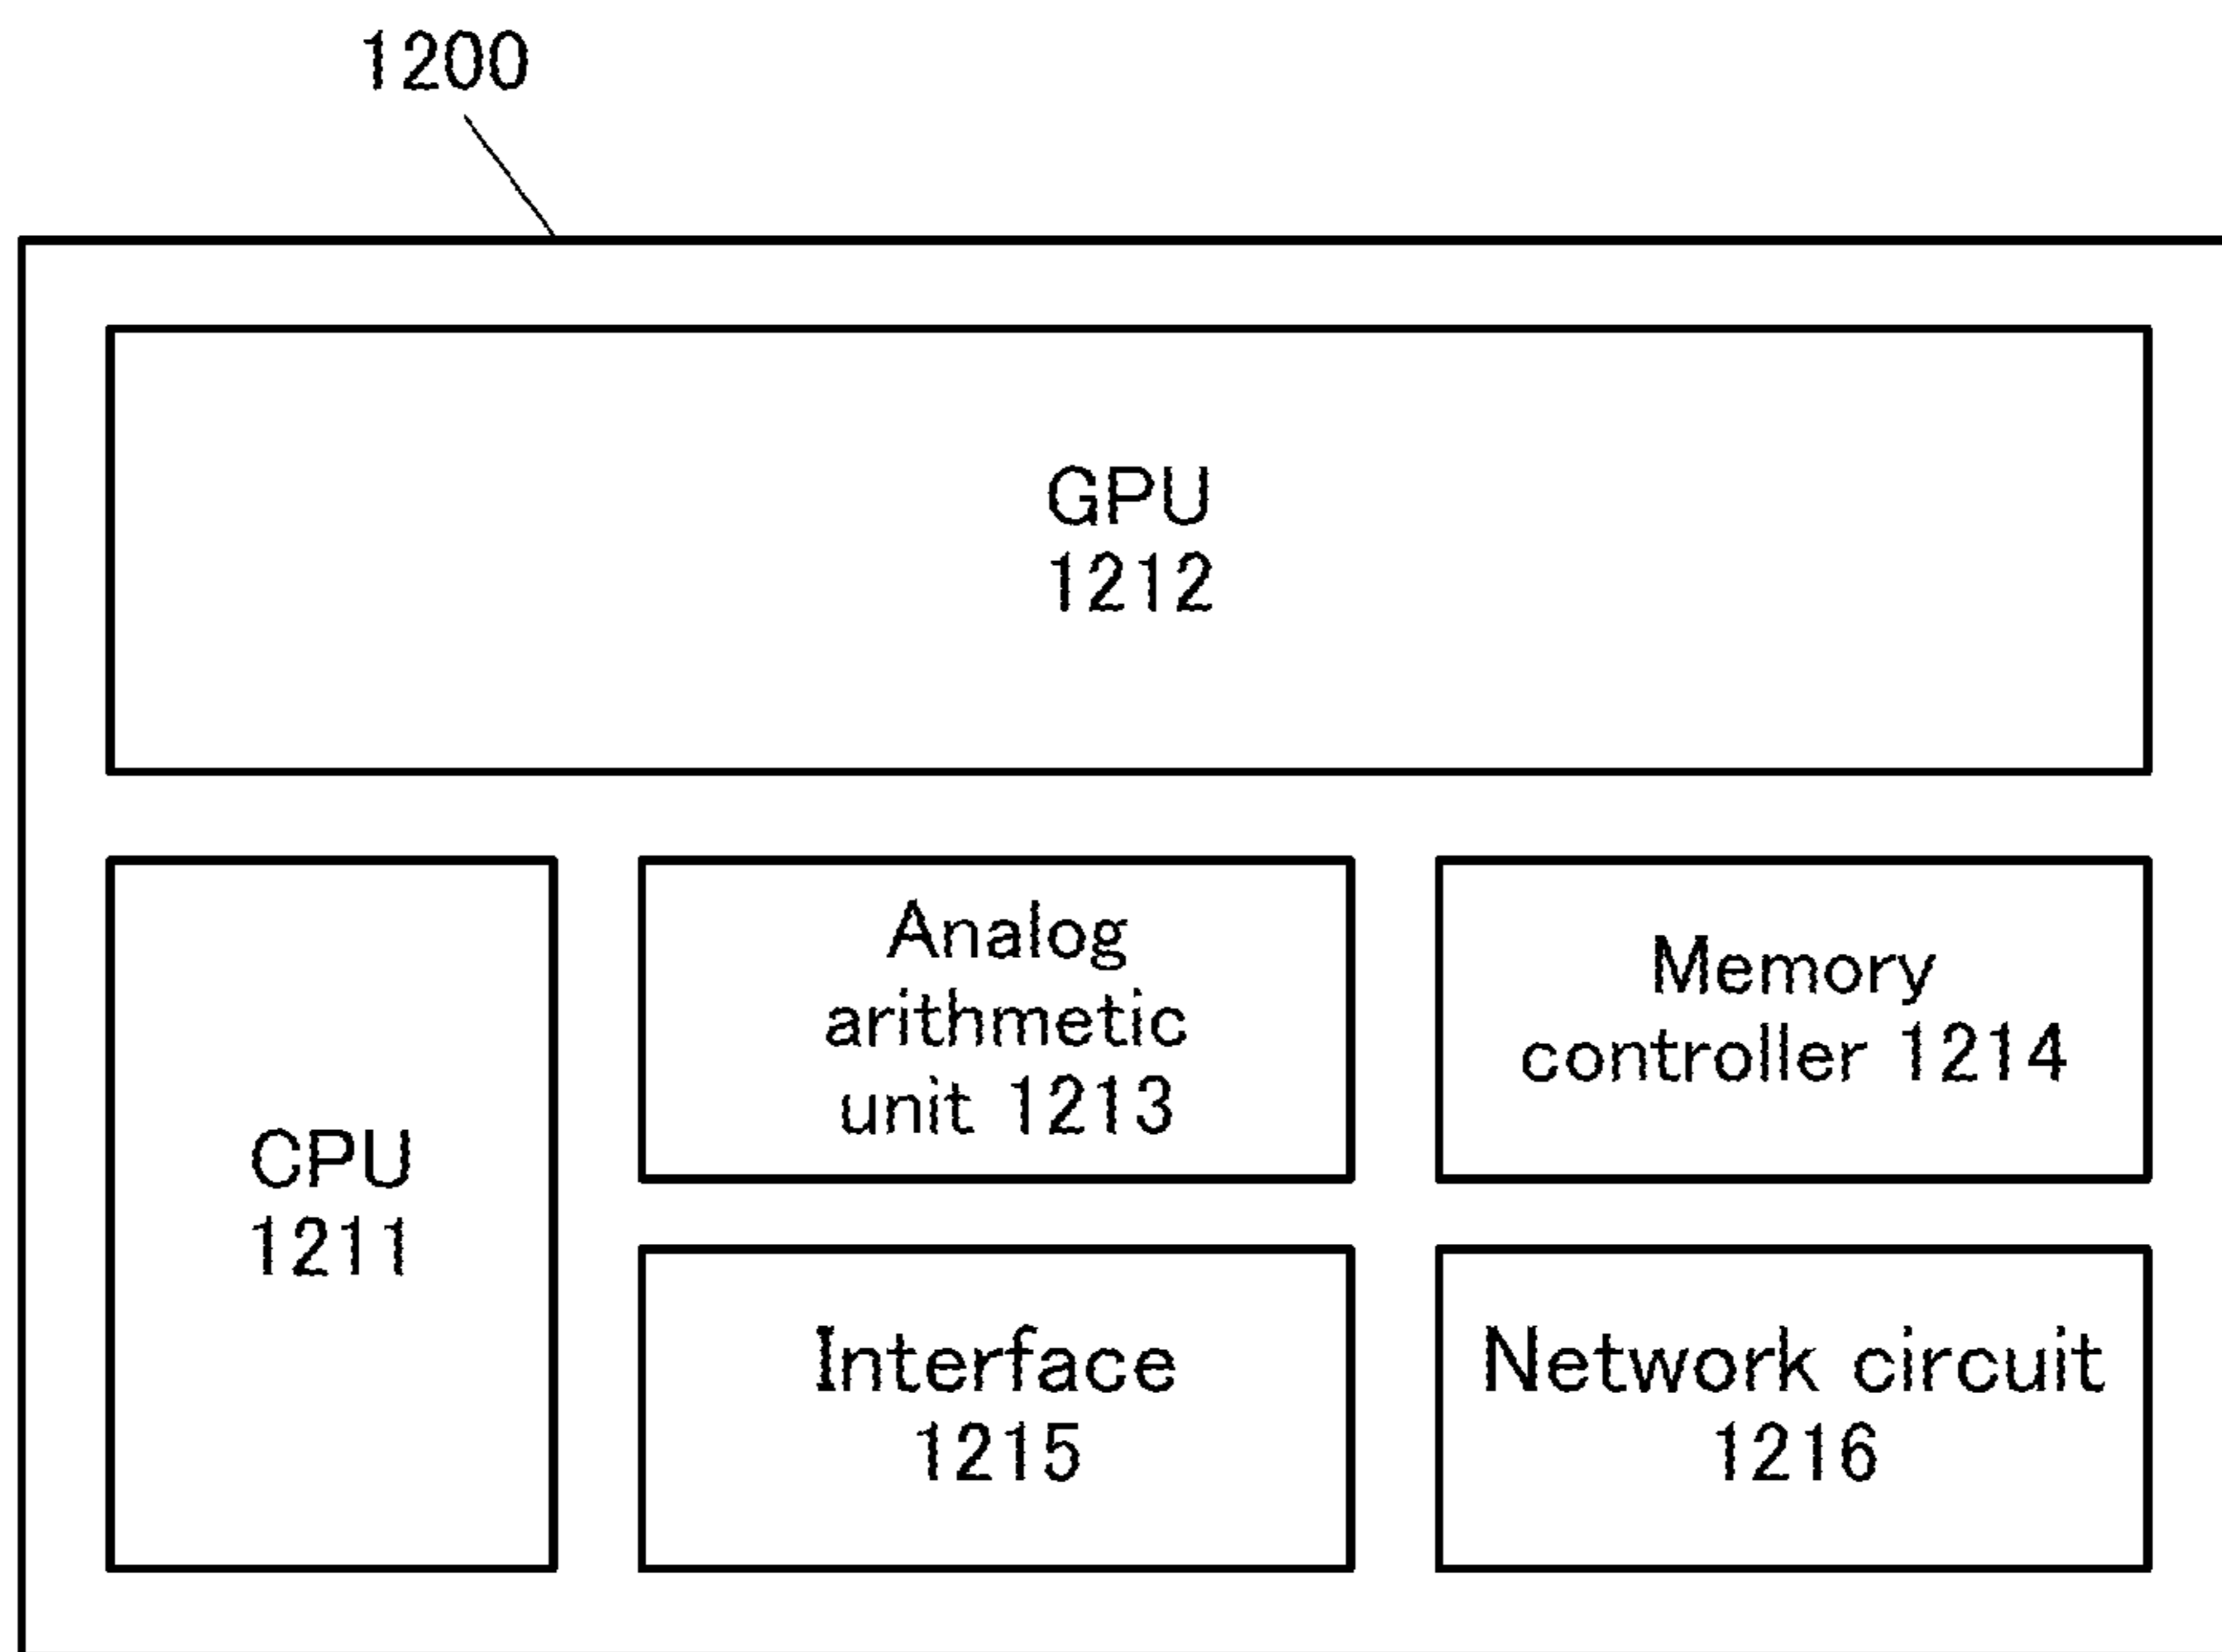 1200
GPU
1212
CPU
1211
Analog
arithmetic
unit 1213
Memory
controller 1214
Interface
1215
Network circuit
1216